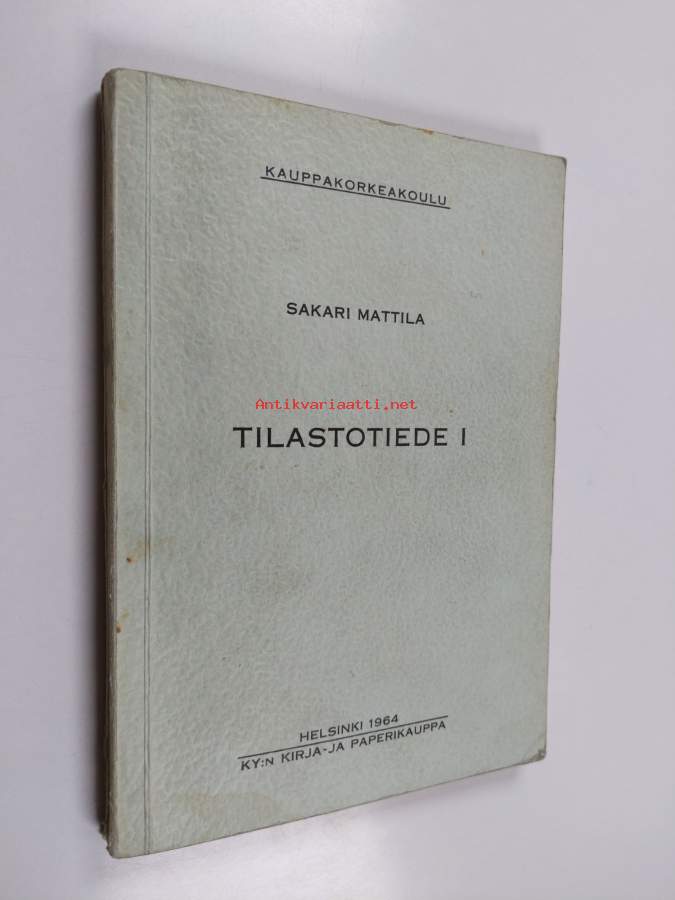 KAUPPAKORKEAKOULU
SAKARI MATTILA
Antikvariaatti.net
TILASTOTIEDE I
HELSINKI 1964
KY:N KIRJA-JA PAPERIKAUPPA